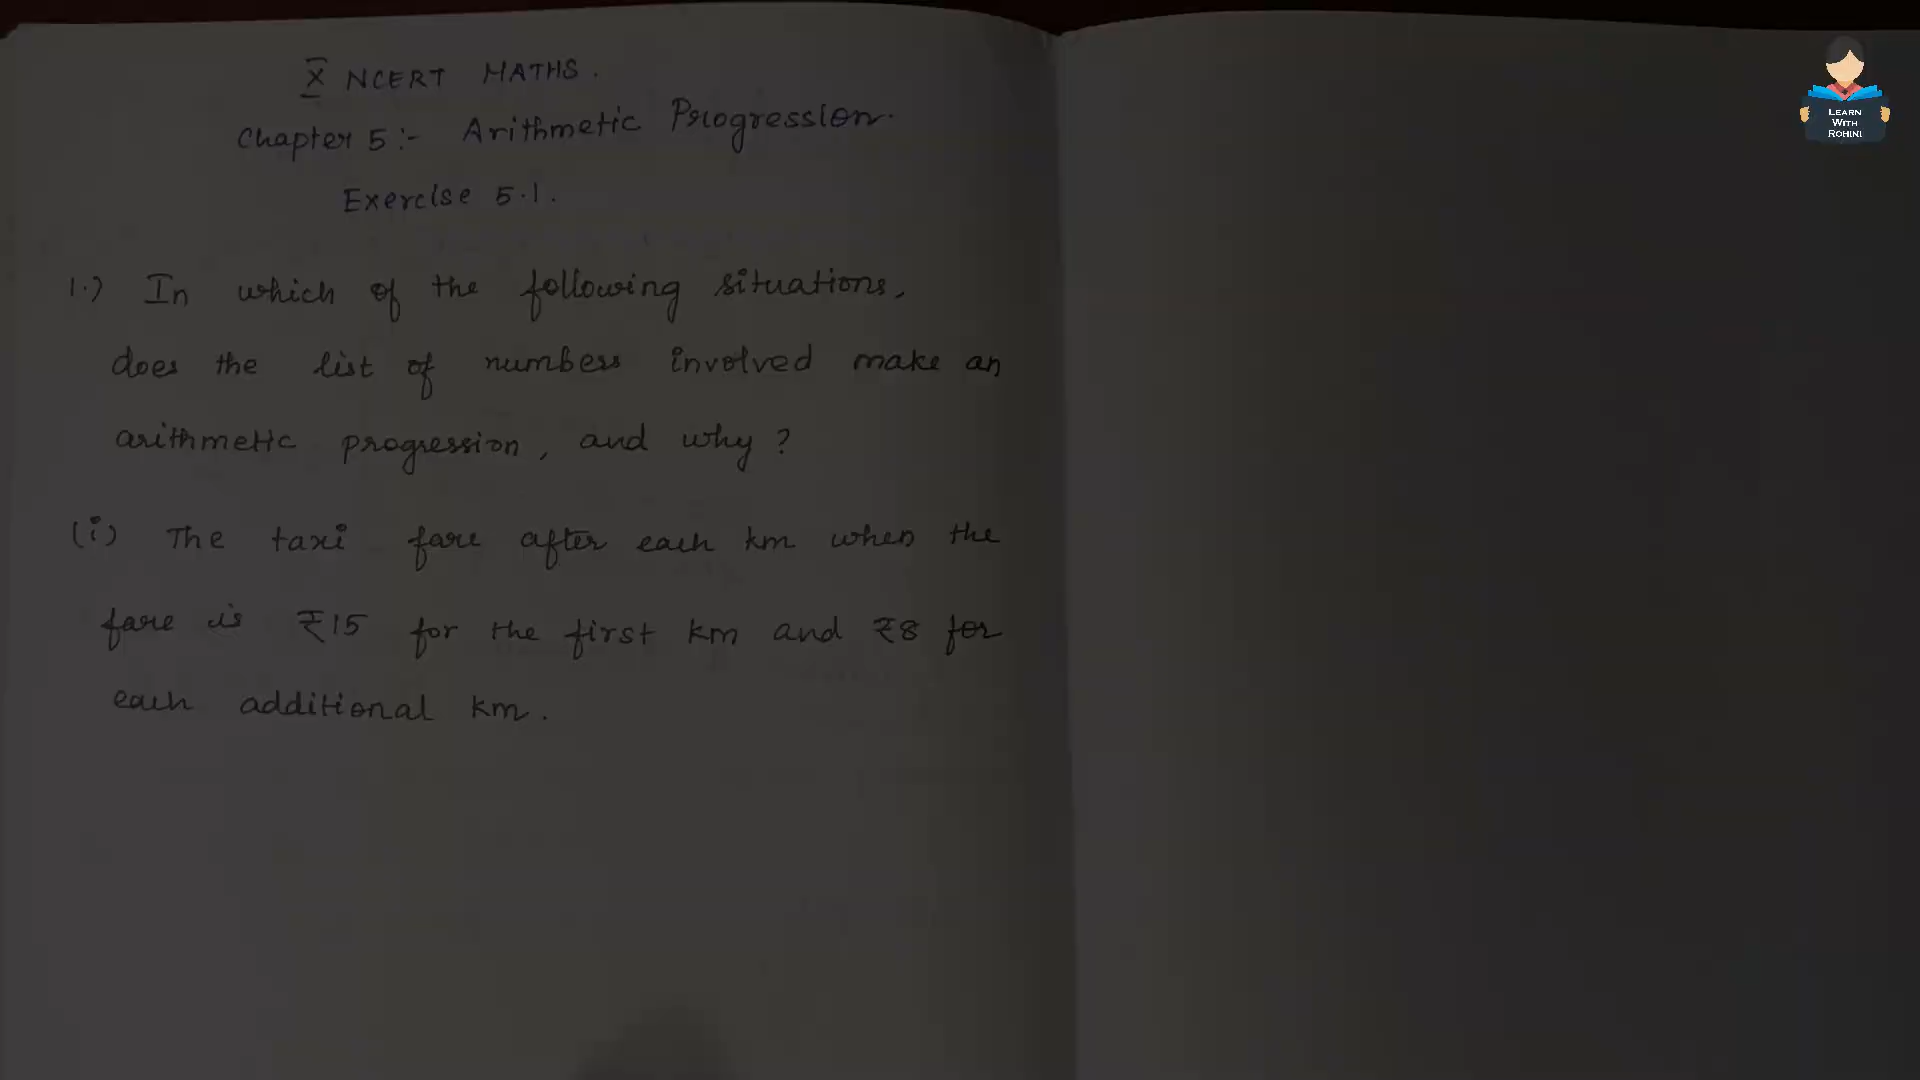 X NCERT MATHS.
Chapter 5:- Arithmetic Progression.
Exercise 5.1.
1.) In which of the following situations,
does the list of numbers involved make an
arithmetic progression, and why?
(i) The taxi fare after each km when the
fare is ₹15 for the first km and ₹8 for
each additional km.
LEARN
WITH
ROHINI